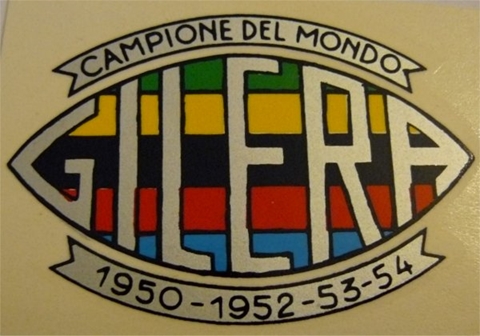 CAMPIONE DEL MONDO
GILERA
1950-1952-53-54